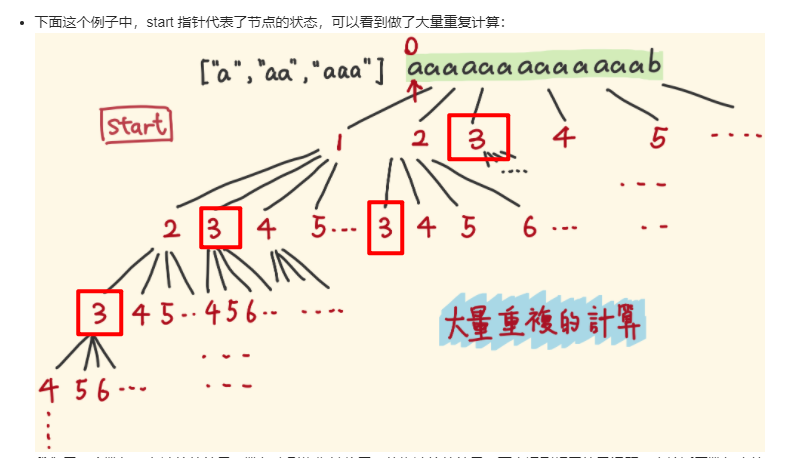 下面这个例子中，start 指针代表了节点的状态，可以看到做了大量重复计算：
0
["a","aa","aaa"] aaaaaaaaaaaaab
start
1 2 3 4 5 ····
2 3 4 5··· 3 4 5 6 ···
3 4 5·· 4 5 6·· ····
大量重複的計算
4 5 6 ···